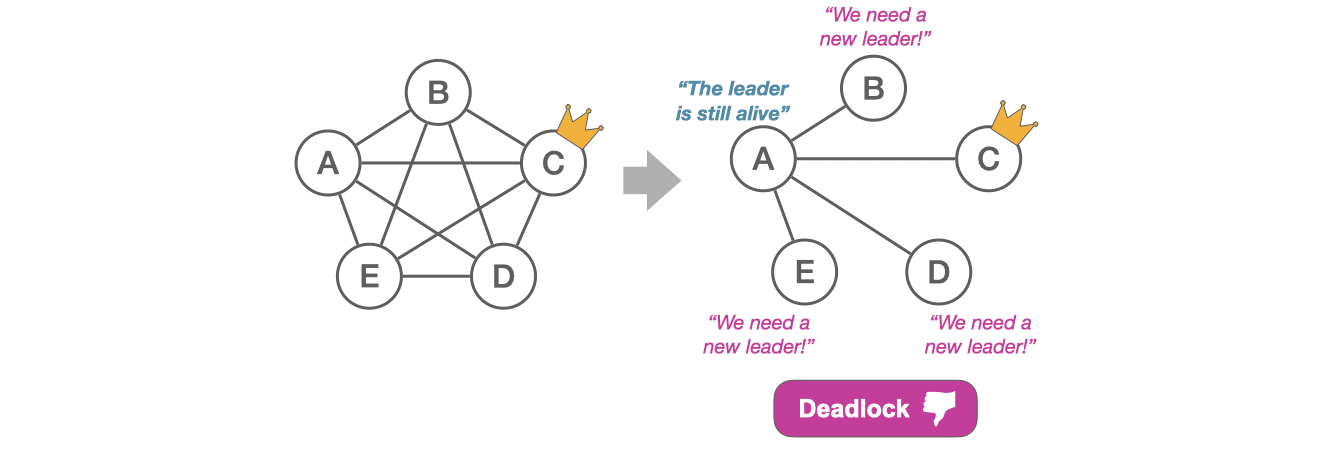 “We need a
new leader!”
“The leader
is still alive”
B
A
C
E
D
B
A
C
E
D
“We need a
new leader!”
“We need a
new leader!”
Deadlock